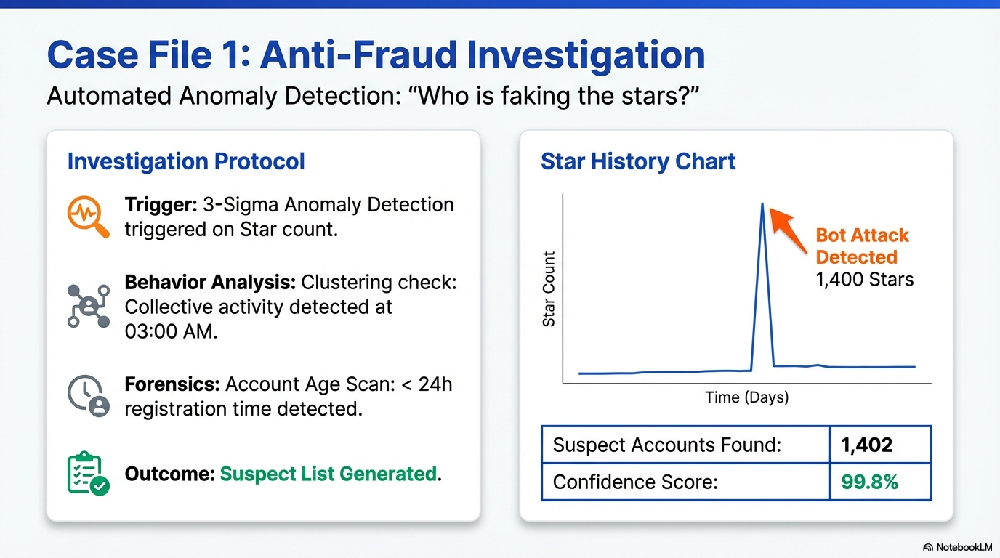 Case File 1: Anti-Fraud Investigation
Automated Anomaly Detection: “Who is faking the stars?”
Investigation Protocol
Trigger: 3-Sigma Anomaly Detection
triggered on Star count.
Behavior Analysis: Clustering check:
Collective activity detected at
03:00 AM.
Forensics: Account Age Scan: < 24h
registration time detected.
Outcome: Suspect List Generated.
Star History Chart
Star Count
Bot Attack
Detected
1,400 Stars
Time (Days)
Suspect Accounts Found: 1,402
Confidence Score: 99.8%
NotebookLM